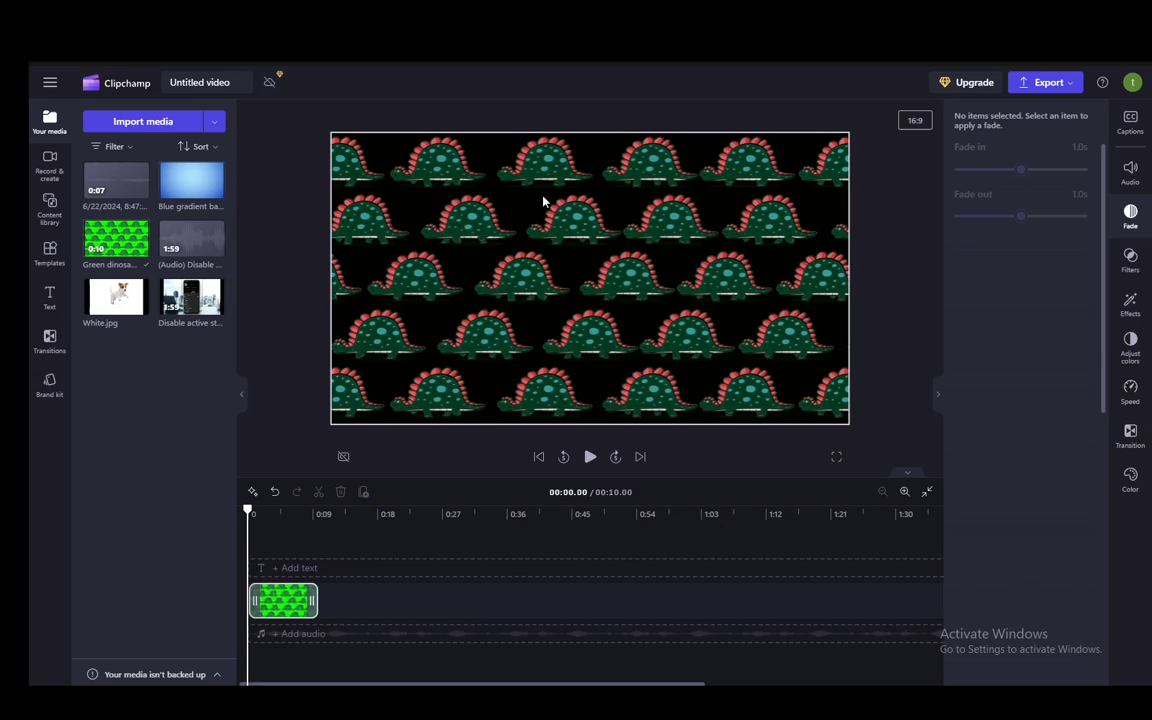 Clipchamp
Untitled video
Upgrade
Export
t
Your media
Record &
create
Content
library
Templates
Text
Transitions
Brand kit
Import media
Filter
Sort
0:07
6/22/2024, 8:47:...
Blue gradient ba...
0:10
Green dinosa...
1:59
(Audio) Disable ...
White.jpg
1:59
Disable active st...
Your media isn't backed up
16:9
5
5
00:00.00 / 00:10.00
0
0:09
0:18
0:27
0:36
0:45
0:54
1:03
1:12
1:21
1:30
T + Add text
+ Add audio
No items selected. Select an item to
apply a fade.
Fade in
1.0s
Fade out
1.0s
CC
Captions
Audio
Fade
Filters
Effects
Adjust
colors
Speed
Transition
Color
Activate Windows
Go to Settings to activate Windows.